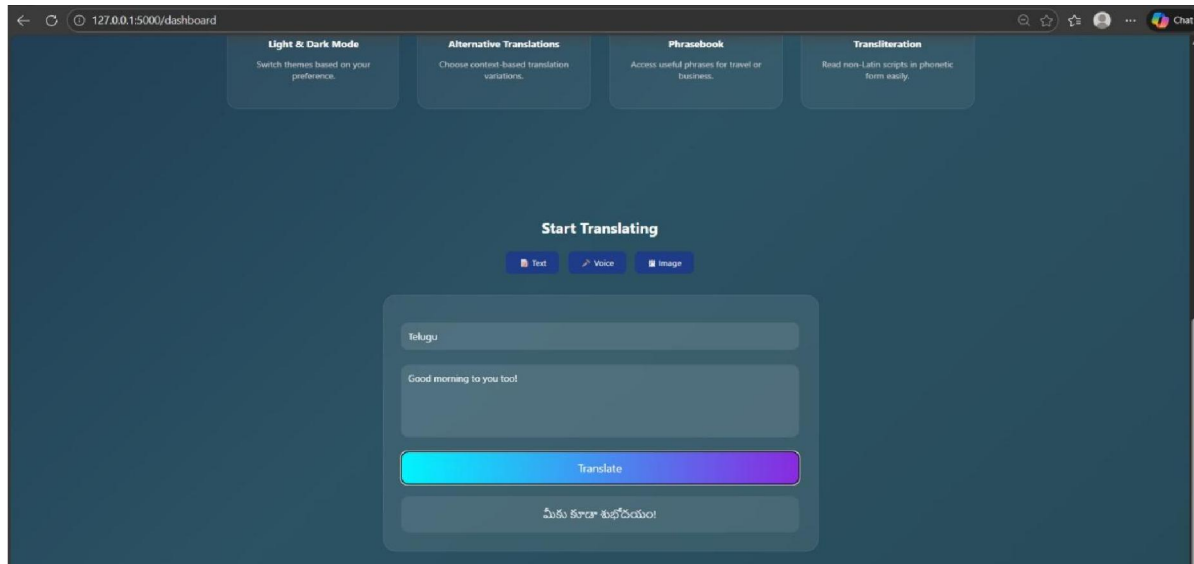 127.0.0.1:5000/dashboard
Chat
Light & Dark Mode
Switch themes based on your
preference.
Alternative Translations
Choose context-based translation
variations.
Phrasebook
Access useful phrases for travel or
business.
Transliteration
Read non-Latin scripts in phonetic
form easily.
Start Translating
Text
Voice
Image
Telugu
Good morning to you too!
Translate
మీకు కూడా శుభోదయం!